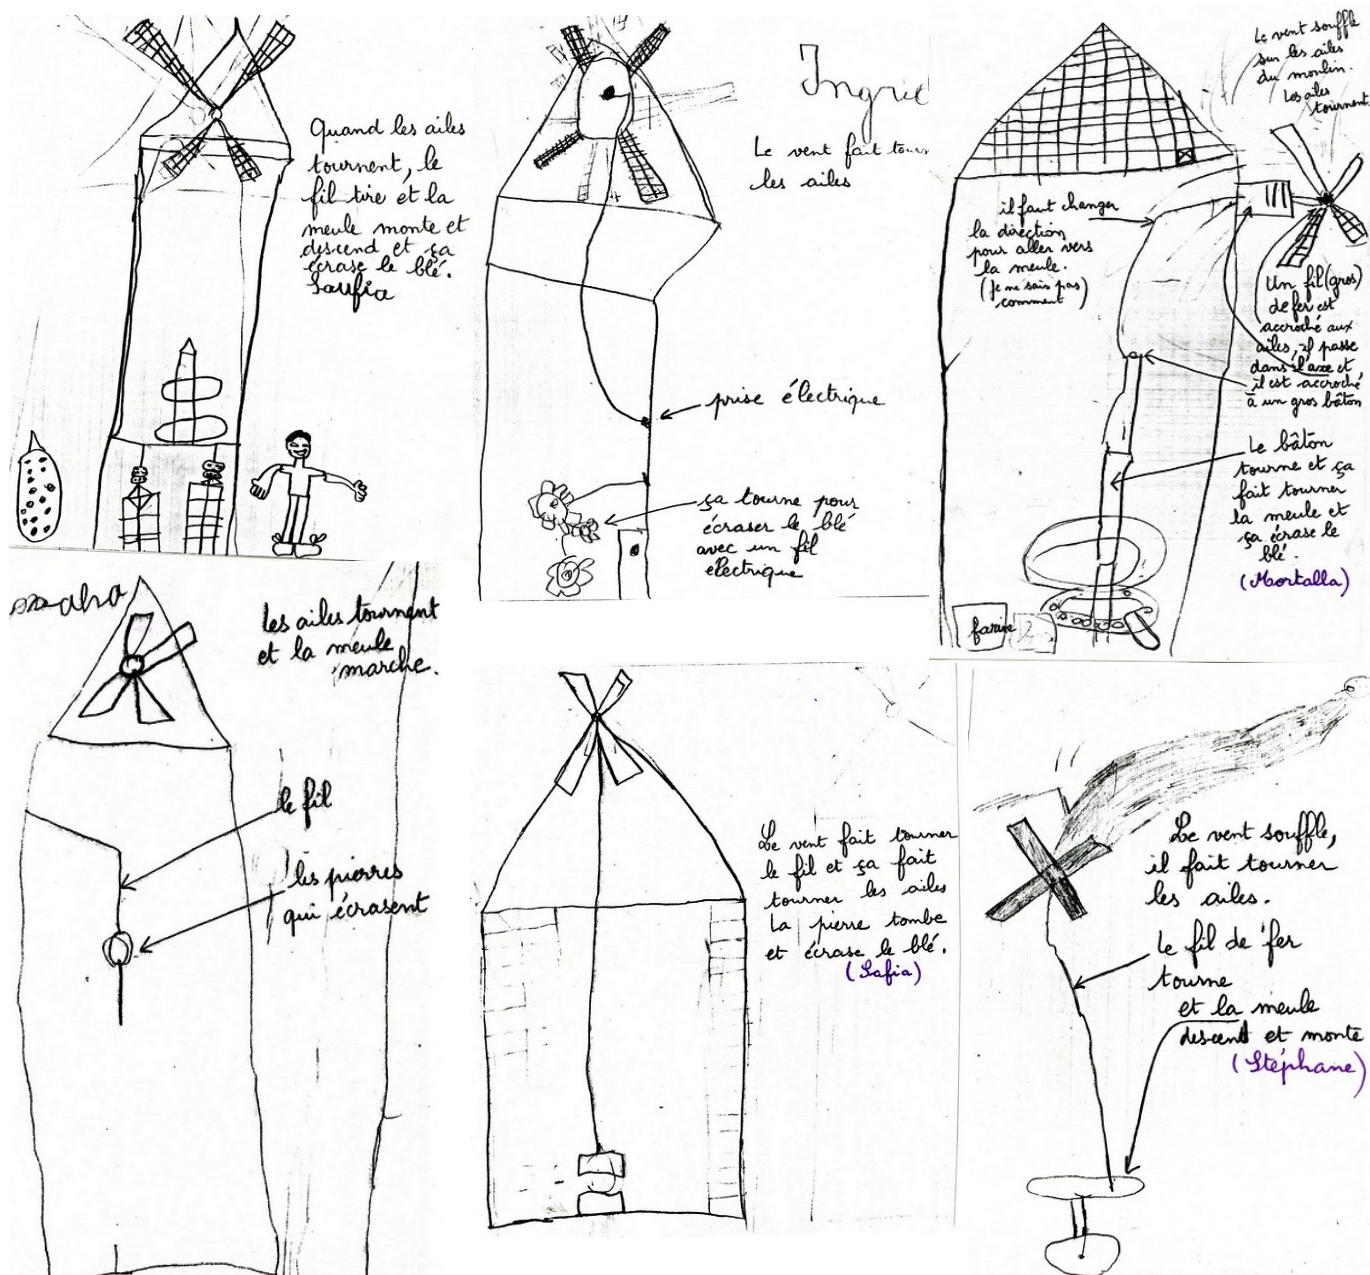 Quand les ailes
tournent, le
fil tire et la
meule monte et
descend et ça
écrase le blé.
Saufia
Ingrid
Le vent fait tourn
les ailes
prise électrique
ça tourne pour
écraser le blé
avec un fil
électrique
Le vent souffle
sur les ailes
du moulin.
Les ailes
tournent
il faut changer
la direction
pour aller vers
la meule.
(Je ne sais pas
comment)
Un fil (gros)
de fer est
accroché aux
ailes, il passe
dans l'axe et
il est accroché
à un gros bâton
Le bâton
tourne et ça
fait tourner
la meule et
ça écrase le
blé.
(Mortalla)
farine
Les ailes tournent
et la meule
marche.
le fil
les pierres
qui écrasent
Le vent fait tourner
le fil et ça fait
tourner les ailes
La pierre tombe
et écrase le blé.
(Safia)
Le vent souffle,
il fait tourner
les ailes.
Le fil de fer
tourne
et la meule
descend et monte
(Stéphane)